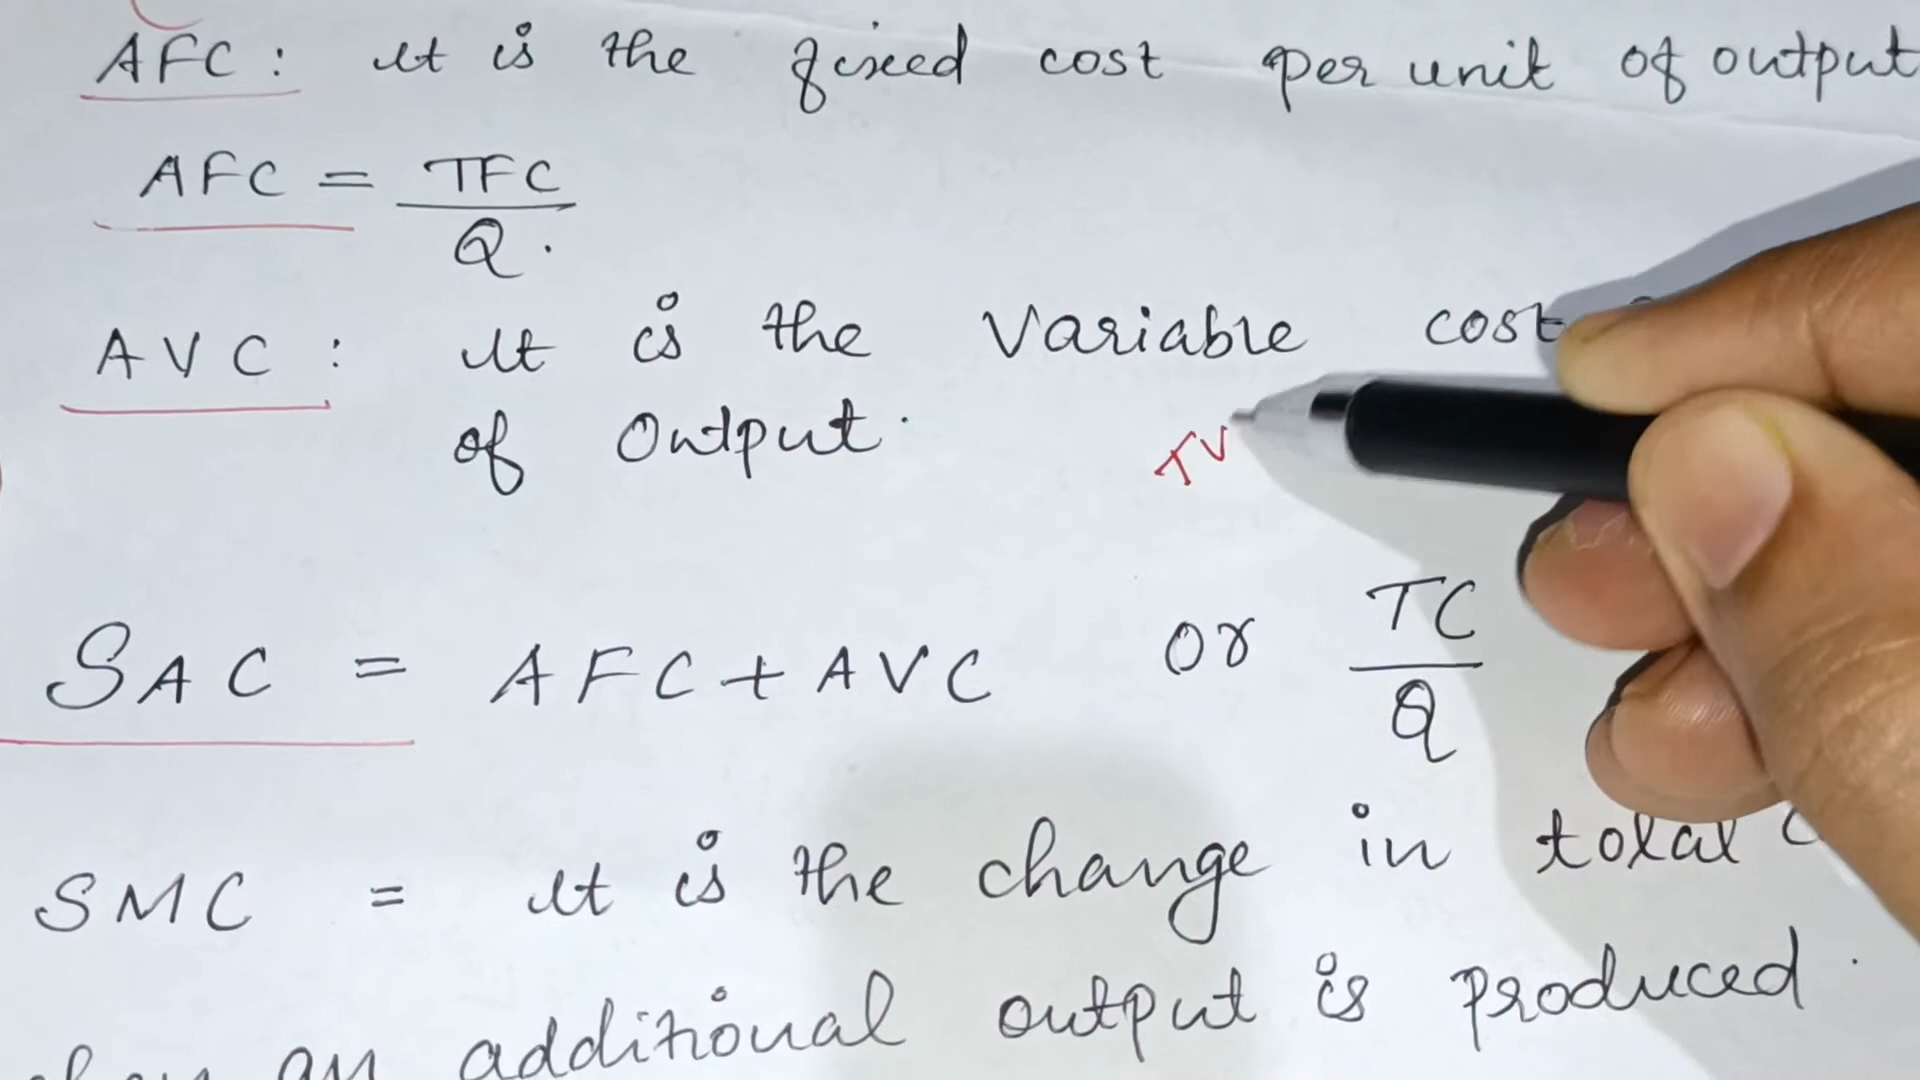 AFC: It is the fixed cost per unit of output
AFC = TFC
Q.
AVC: It is the Variable cost
of Output.
TV
SAC = AFC + AVC or TC
Q
SMC = It is the change in total
an additional output is produced.